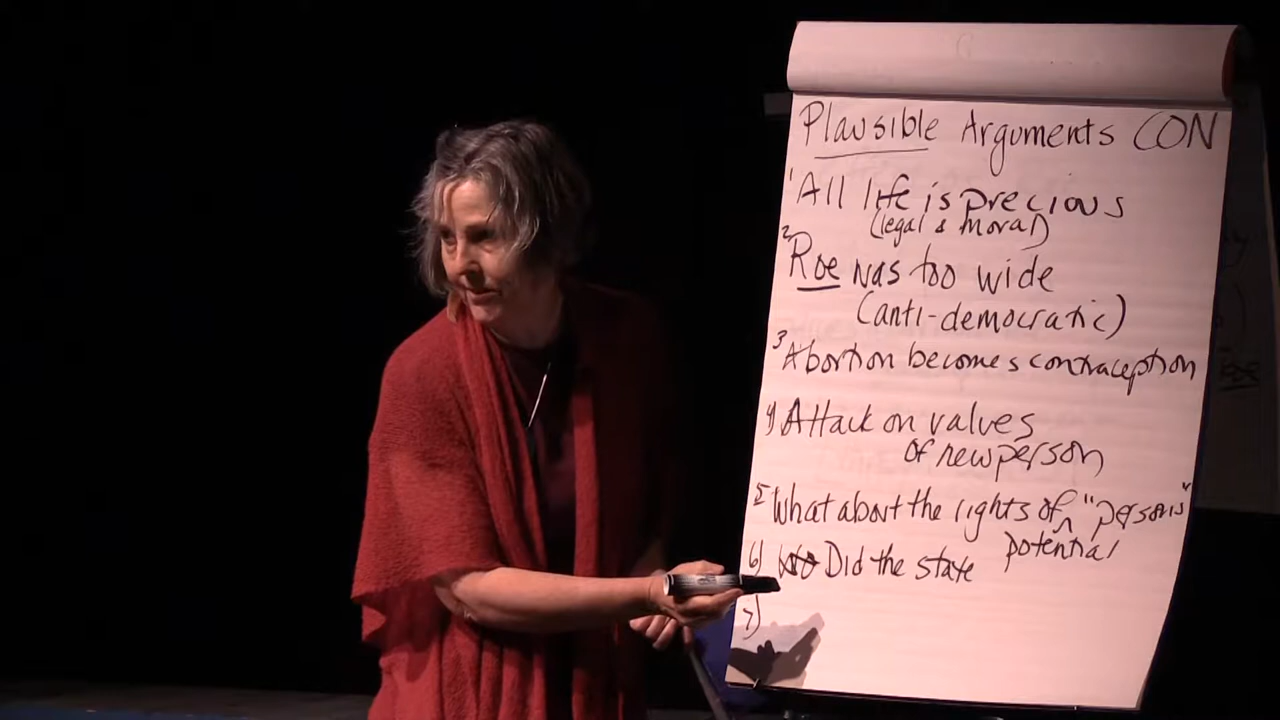 Plausible Arguments CON
1 All life is precious
(legal & moral)
2 Roe was too wide
(anti-democratic)
3 Abortion becomes contraception
4) Attack on values
of new person
5 What about the rights of ^ "persons"
potential
6) Did the state
7)